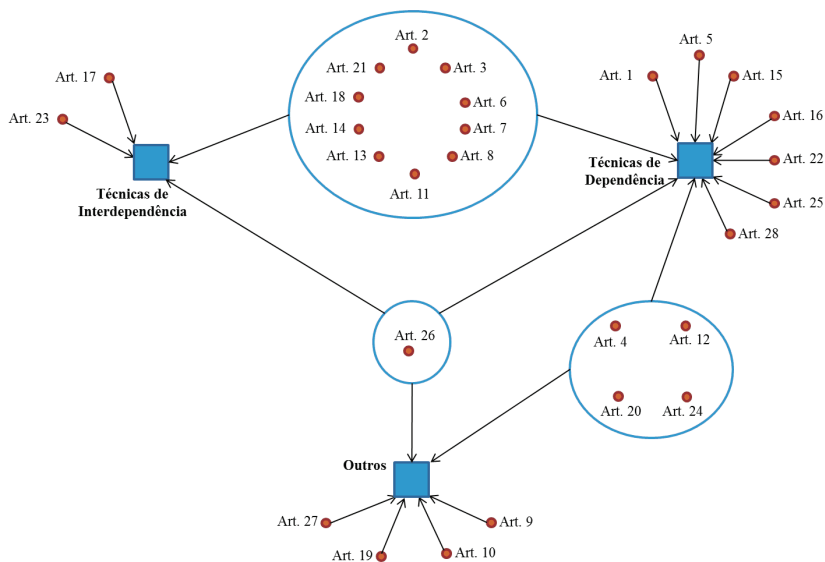 Art. 2
Art. 5
Art. 17
Art. 21
Art. 3
Art. 1
Art. 15
Art. 18
Art. 6
Art. 16
Art. 23
Art. 14
Art. 7
Art. 13
Art. 8
Art. 22
Técnicas de
Interdependência
Técnicas de
Dependência
Art. 11
Art. 25
Art. 28
Art. 26
Art. 4
Art. 12
Art. 20
Art. 24
Outros
Art. 27
Art. 9
Art. 19
Art. 10